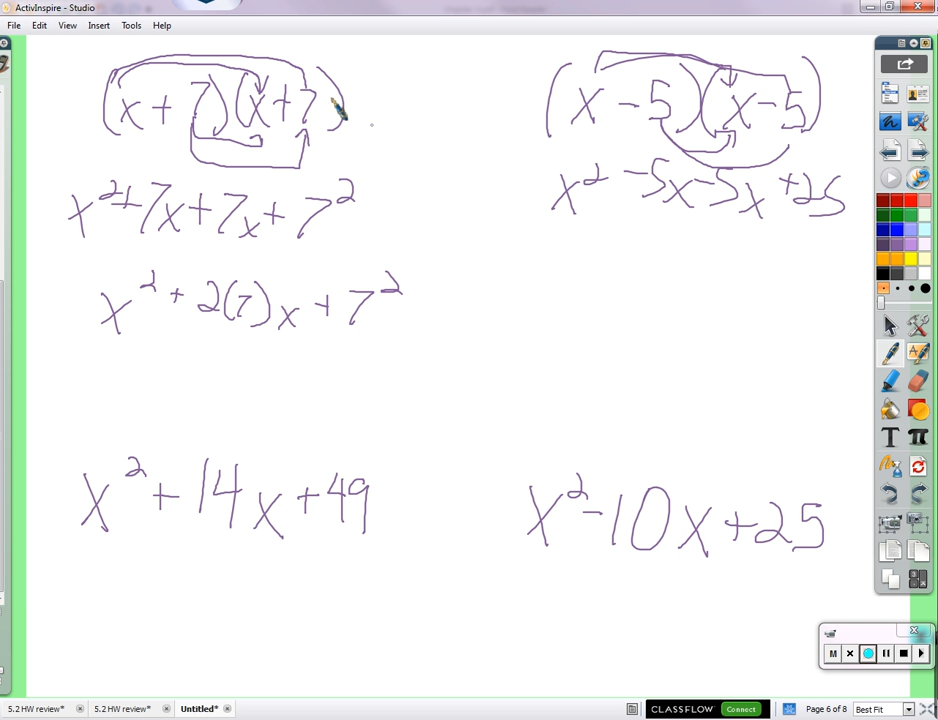 ActivInspire - Studio
File Edit View Insert Tools Help
(x + 7)(x+7)
x²+7x+7x+7²
x² + 2(7)x + 7²
x² + 14x + 49
(x - 5)(x-5)
x² -5x-5x+25
x²-10x+25
M
5.2 HW review* 5.2 HW review* Untitled* CLASSFLOW Connect Page 6 of 8 Best Fit